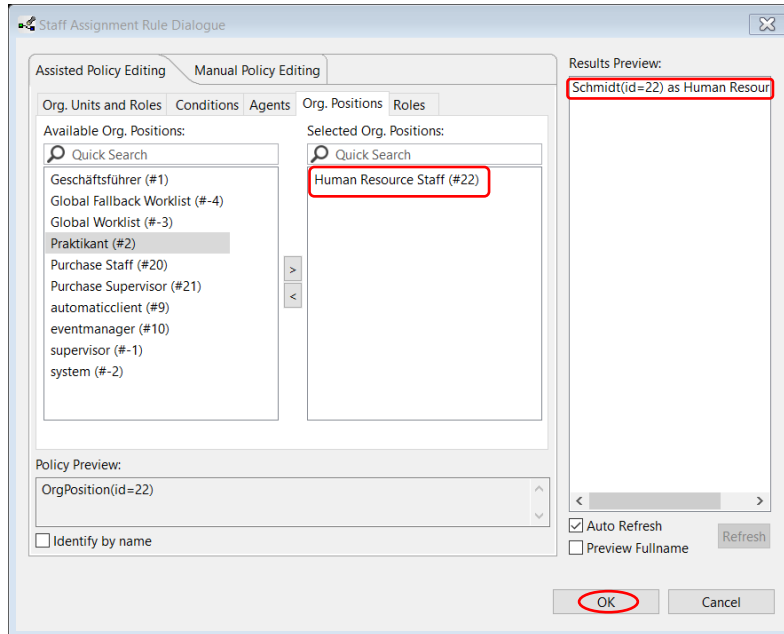 Staff Assignment Rule Dialogue
Assisted Policy Editing
Manual Policy Editing
Org. Units and Roles
Conditions
Agents
Org. Positions
Roles
Available Org. Positions:
Quick Search
Geschäftsführer (#1)
Global Fallback Worklist (#-4)
Global Worklist (#-3)
Praktikant (#2)
Purchase Staff (#20)
Purchase Supervisor (#21)
automaticclient (#9)
eventmanager (#10)
supervisor (#-1)
system (#-2)
>
<
Selected Org. Positions:
Quick Search
Human Resource Staff (#22)
Policy Preview:
OrgPosition(id=22)
Identify by name
Results Preview:
Schmidt(id=22) as Human Resour
Auto Refresh
Preview Fullname
Refresh
OK
Cancel